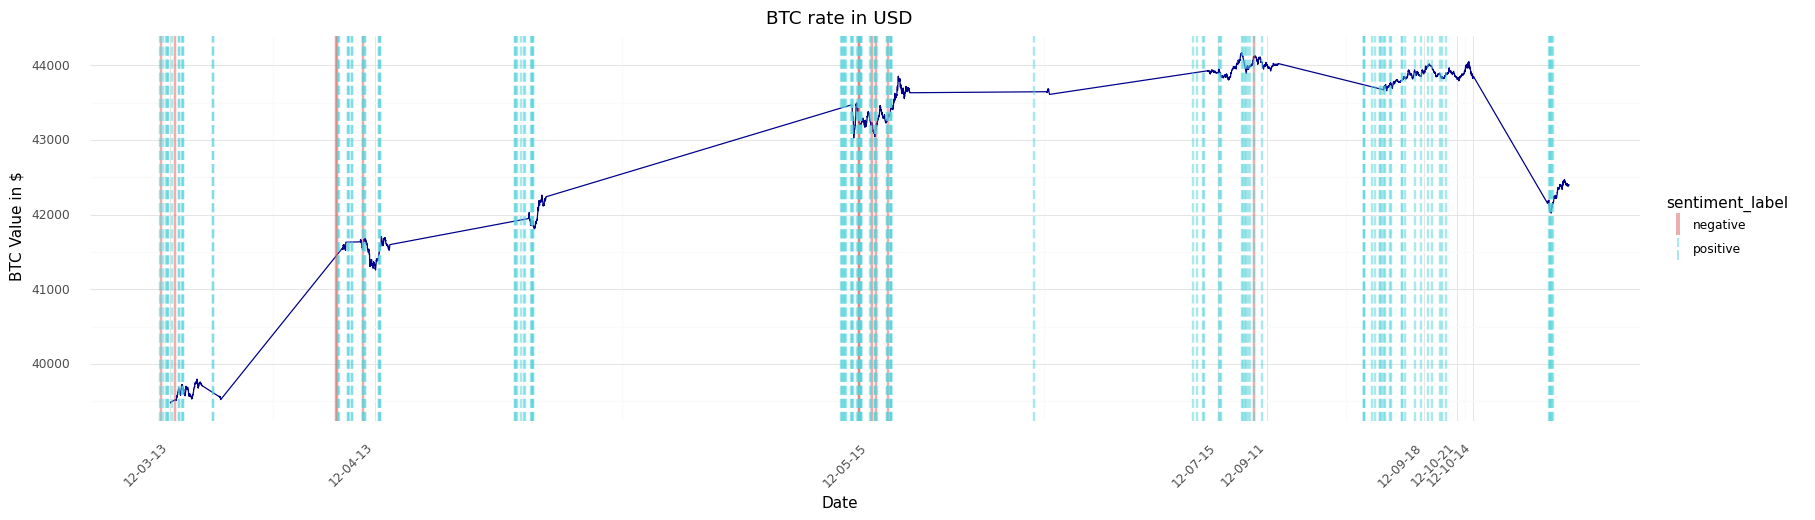 BTC rate in USD
BTC Value in $
44000
43000
42000
41000
40000
12-03-13
12-04-13
12-05-15
12-07-15
12-09-11
12-09-18
12-10-21
12-10-14
Date
sentiment_label
negative
positive